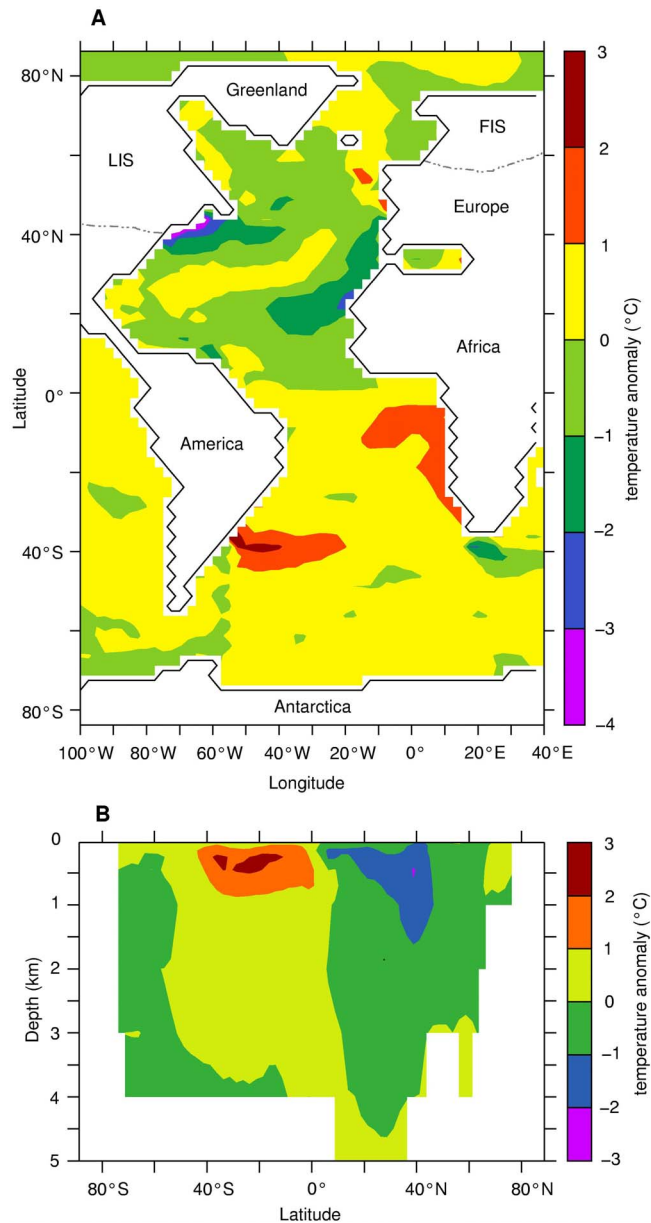 A
80°N
40°N
0°
40°S
80°S
Latitude
100°W
80°W
60°W
40°W
20°W
0°
20°E
40°E
Longitude
Greenland
LIS
FIS
Europe
Africa
America
Antarctica
3
2
1
0
−1
−2
−3
−4
temperature anomaly (°C)
B
0
1
2
3
4
5
Depth (km)
80°S
40°S
0°
40°N
80°N
Latitude
3
2
1
0
−1
−2
−3
temperature anomaly (°C)